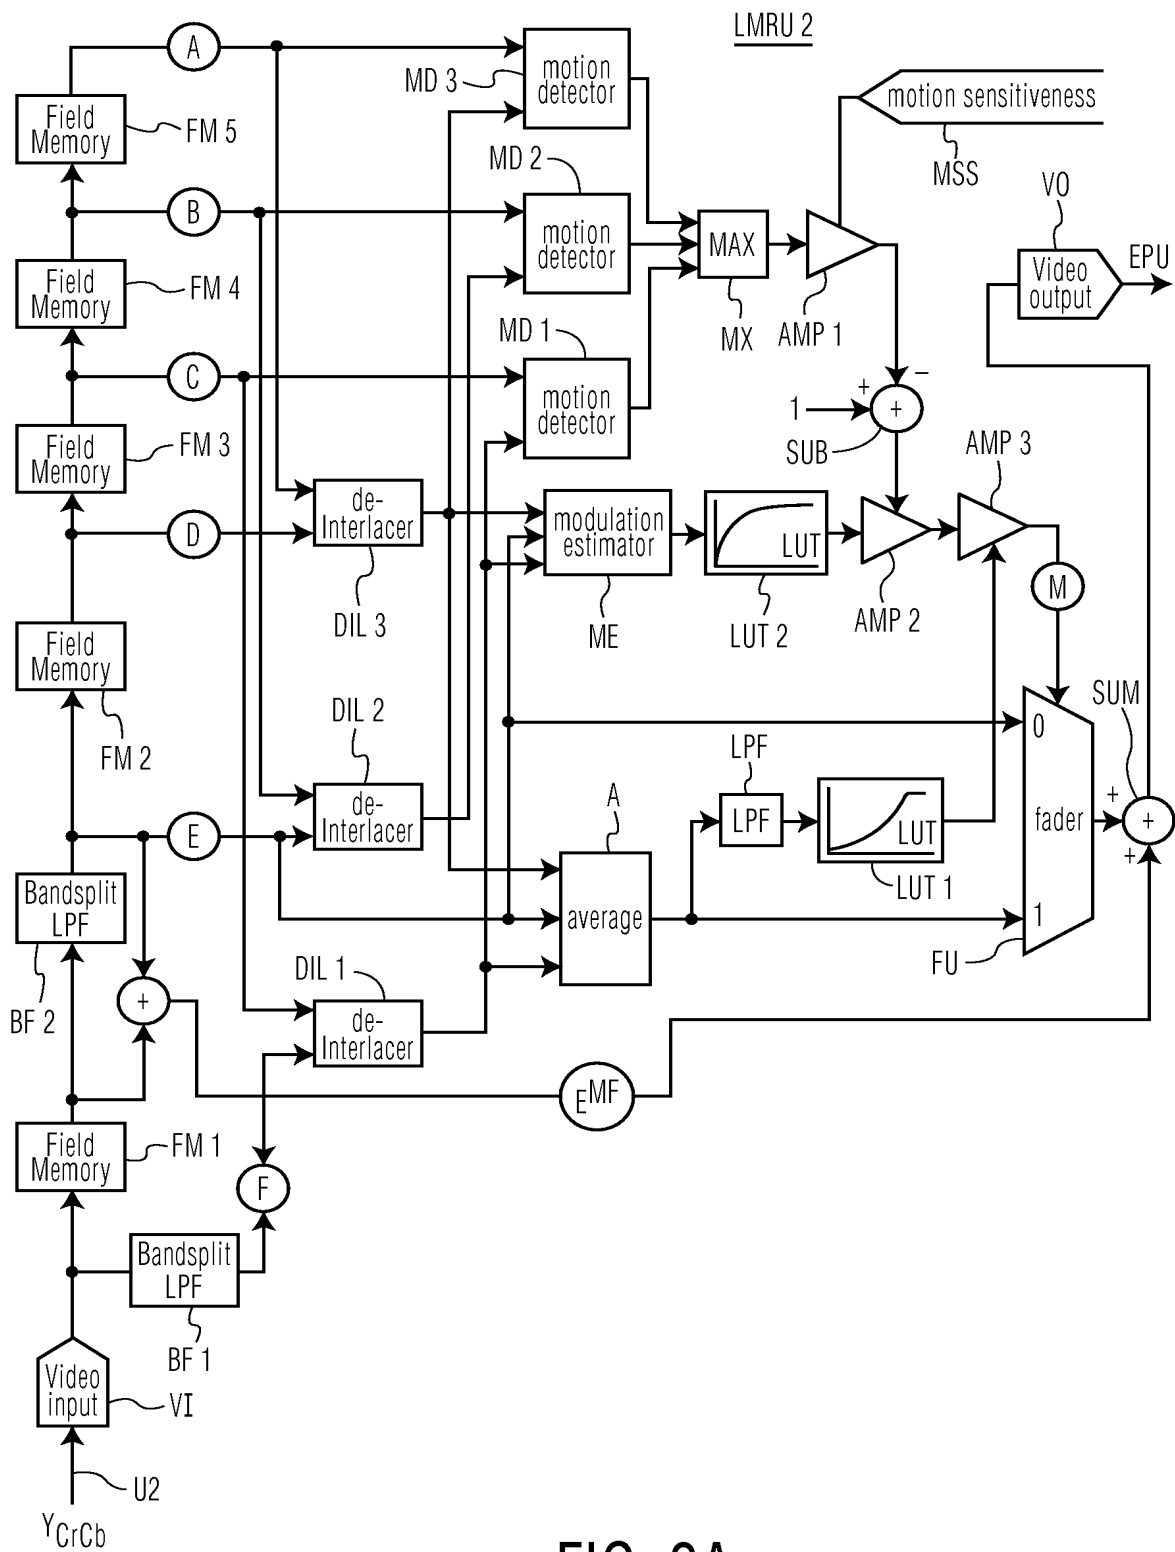 LMRU 2
A
motion
detector
MD 3
motion sensitiveness
MSS
Field
Memory
FM 5
MD 2
B
motion
detector
MAX
MX
AMP 1
VO
Video
output
EPU
Field
Memory
FM 4
MD 1
C
motion
detector
+
−
1
+
SUB
AMP 3
Field
Memory
FM 3
D
de-
Interlacer
DIL 3
modulation
estimator
ME
LUT
LUT 2
AMP 2
M
Field
Memory
FM 2
DIL 2
de-
Interlacer
E
LPF
LPF
LUT
LUT 1
A
average
0
fader
1
FU
SUM
+
+
+
Bandsplit
LPF
BF 2
+
DIL 1
de-
Interlacer
EMF
Field
Memory
FM 1
F
Bandsplit
LPF
BF 1
Video
input
VI
U2
YCrCb